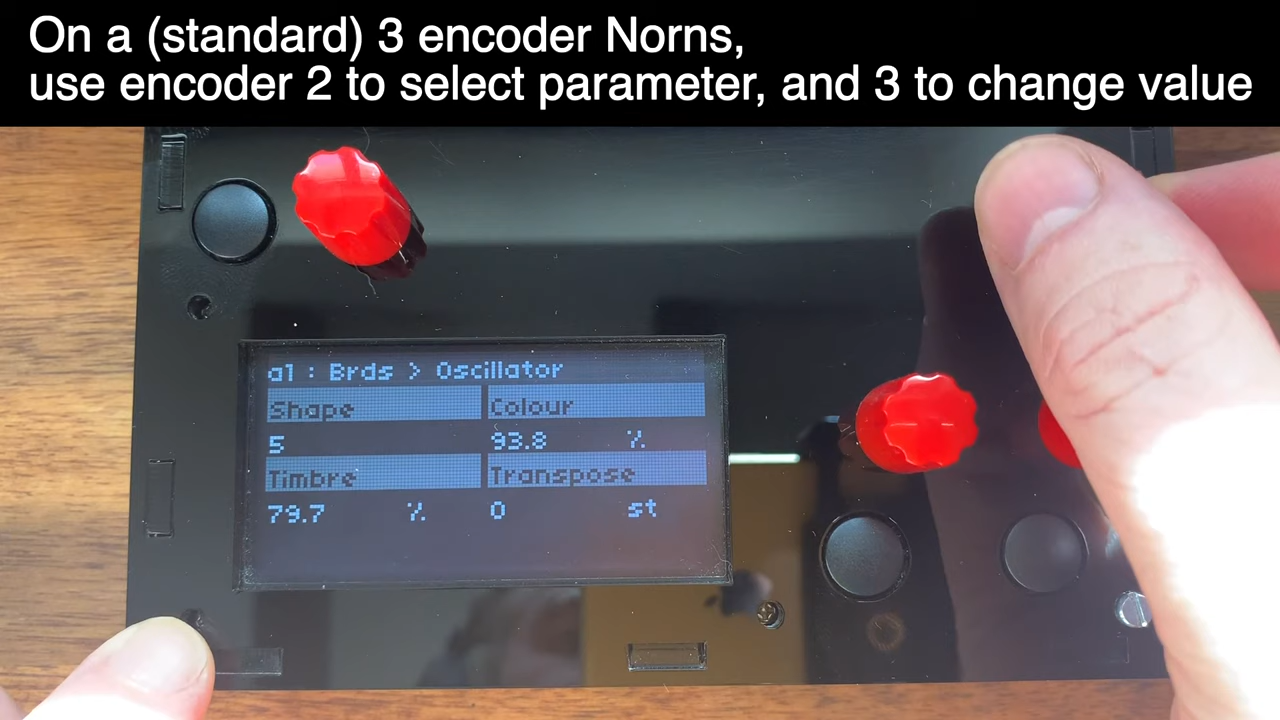 On a (standard) 3 encoder Norns,
use encoder 2 to select parameter, and 3 to change value
a1 : Brds > Oscillator
Shape Colour
5 93.8 %
Timbre Transpose
79.7 % 0 st